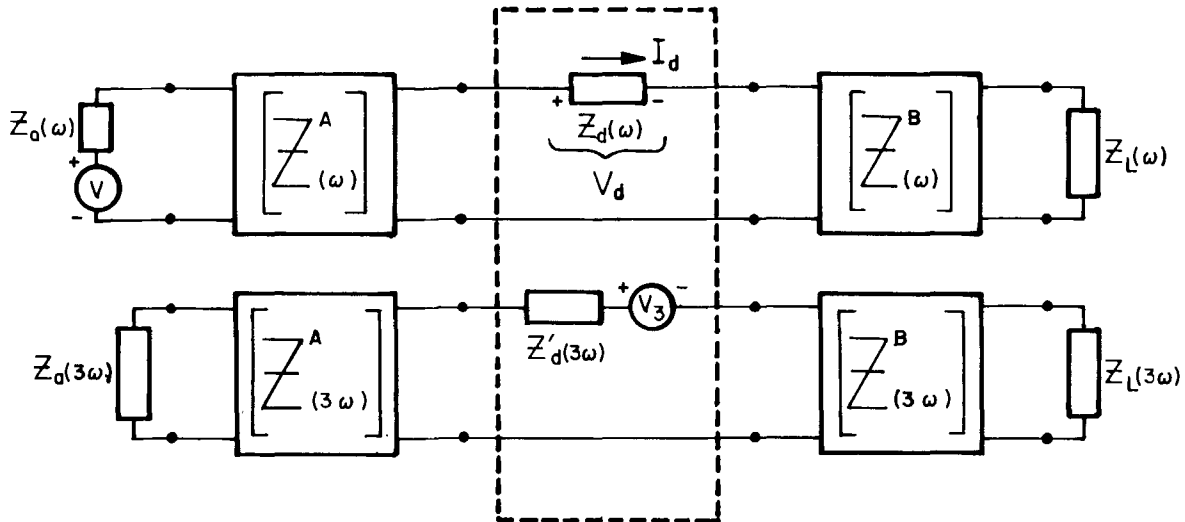 I_d
+ -
Z_a(ω)
[Z^A(ω)]
Z_d(ω)
[Z^B(ω)]
Z_L(ω)
+
V
-
V_d
+ V_3 -
Z_a(3ω)
[Z^A(3ω)]
Z'_d(3ω)
[Z^B(3ω)]
Z_L(3ω)